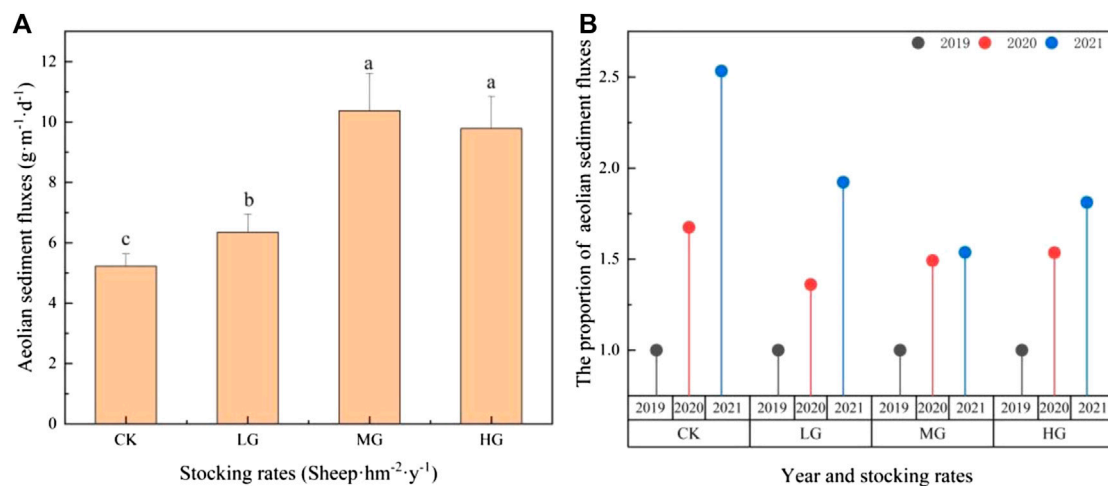 A
Aeolian sediment fluxes (g·m⁻¹·d⁻¹)
14
12
10
8
6
4
2
0
c
b
a
a
CK LG MG HG
Stocking rates (Sheep·hm⁻²·y⁻¹)
B
The proportion of aeolian sediment fluxes
2019 2020 2021
2.5
2.0
1.5
1.0
2019 2020 2021 2019 2020 2021 2019 2020 2021 2019 2020 2021
CK LG MG HG
Year and stocking rates